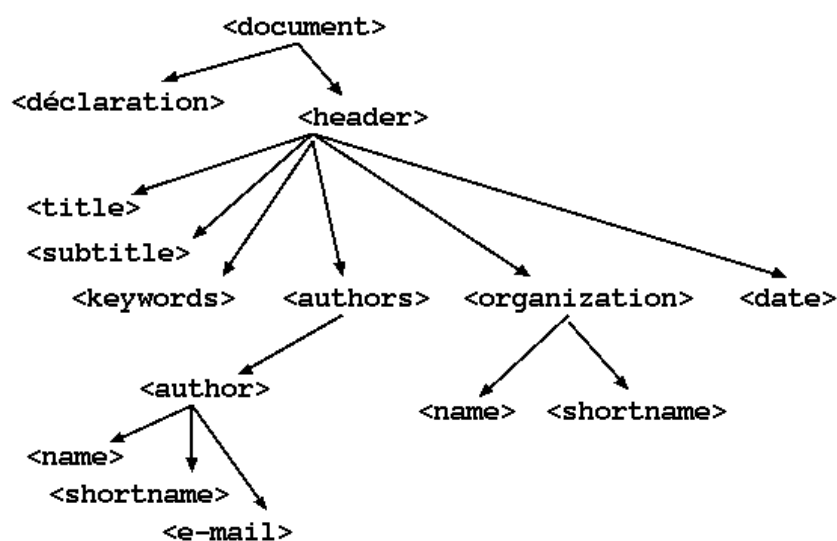 <document>
<déclaration>
<header>
<title>
<subtitle>
<keywords> <authors> <organization> <date>
<author>
<name> <shortname>
<name>
<shortname>
<e-mail>